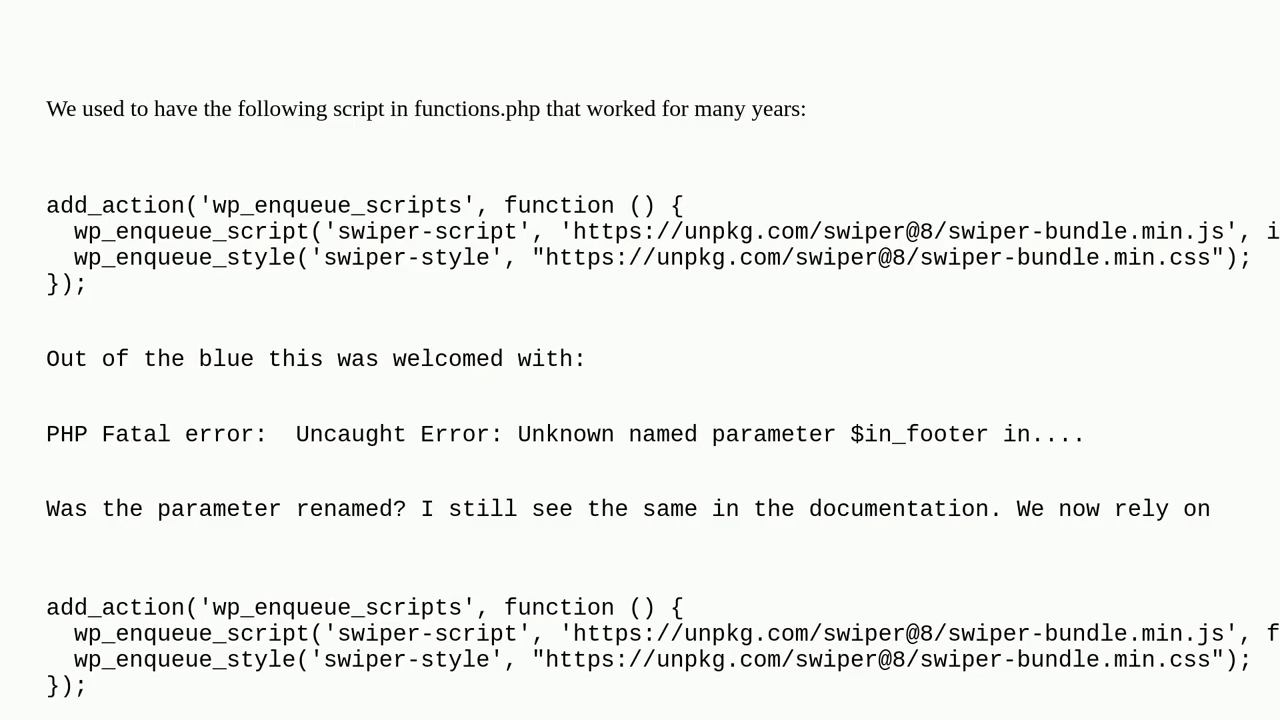 We used to have the following script in functions.php that worked for many years:
add_action('wp_enqueue_scripts', function () {
  wp_enqueue_script('swiper-script', 'https://unpkg.com/swiper@8/swiper-bundle.min.js', i
  wp_enqueue_style('swiper-style', "https://unpkg.com/swiper@8/swiper-bundle.min.css");
});
Out of the blue this was welcomed with:
PHP Fatal error:  Uncaught Error: Unknown named parameter $in_footer in....
Was the parameter renamed? I still see the same in the documentation. We now rely on
add_action('wp_enqueue_scripts', function () {
  wp_enqueue_script('swiper-script', 'https://unpkg.com/swiper@8/swiper-bundle.min.js', f
  wp_enqueue_style('swiper-style', "https://unpkg.com/swiper@8/swiper-bundle.min.css");
});